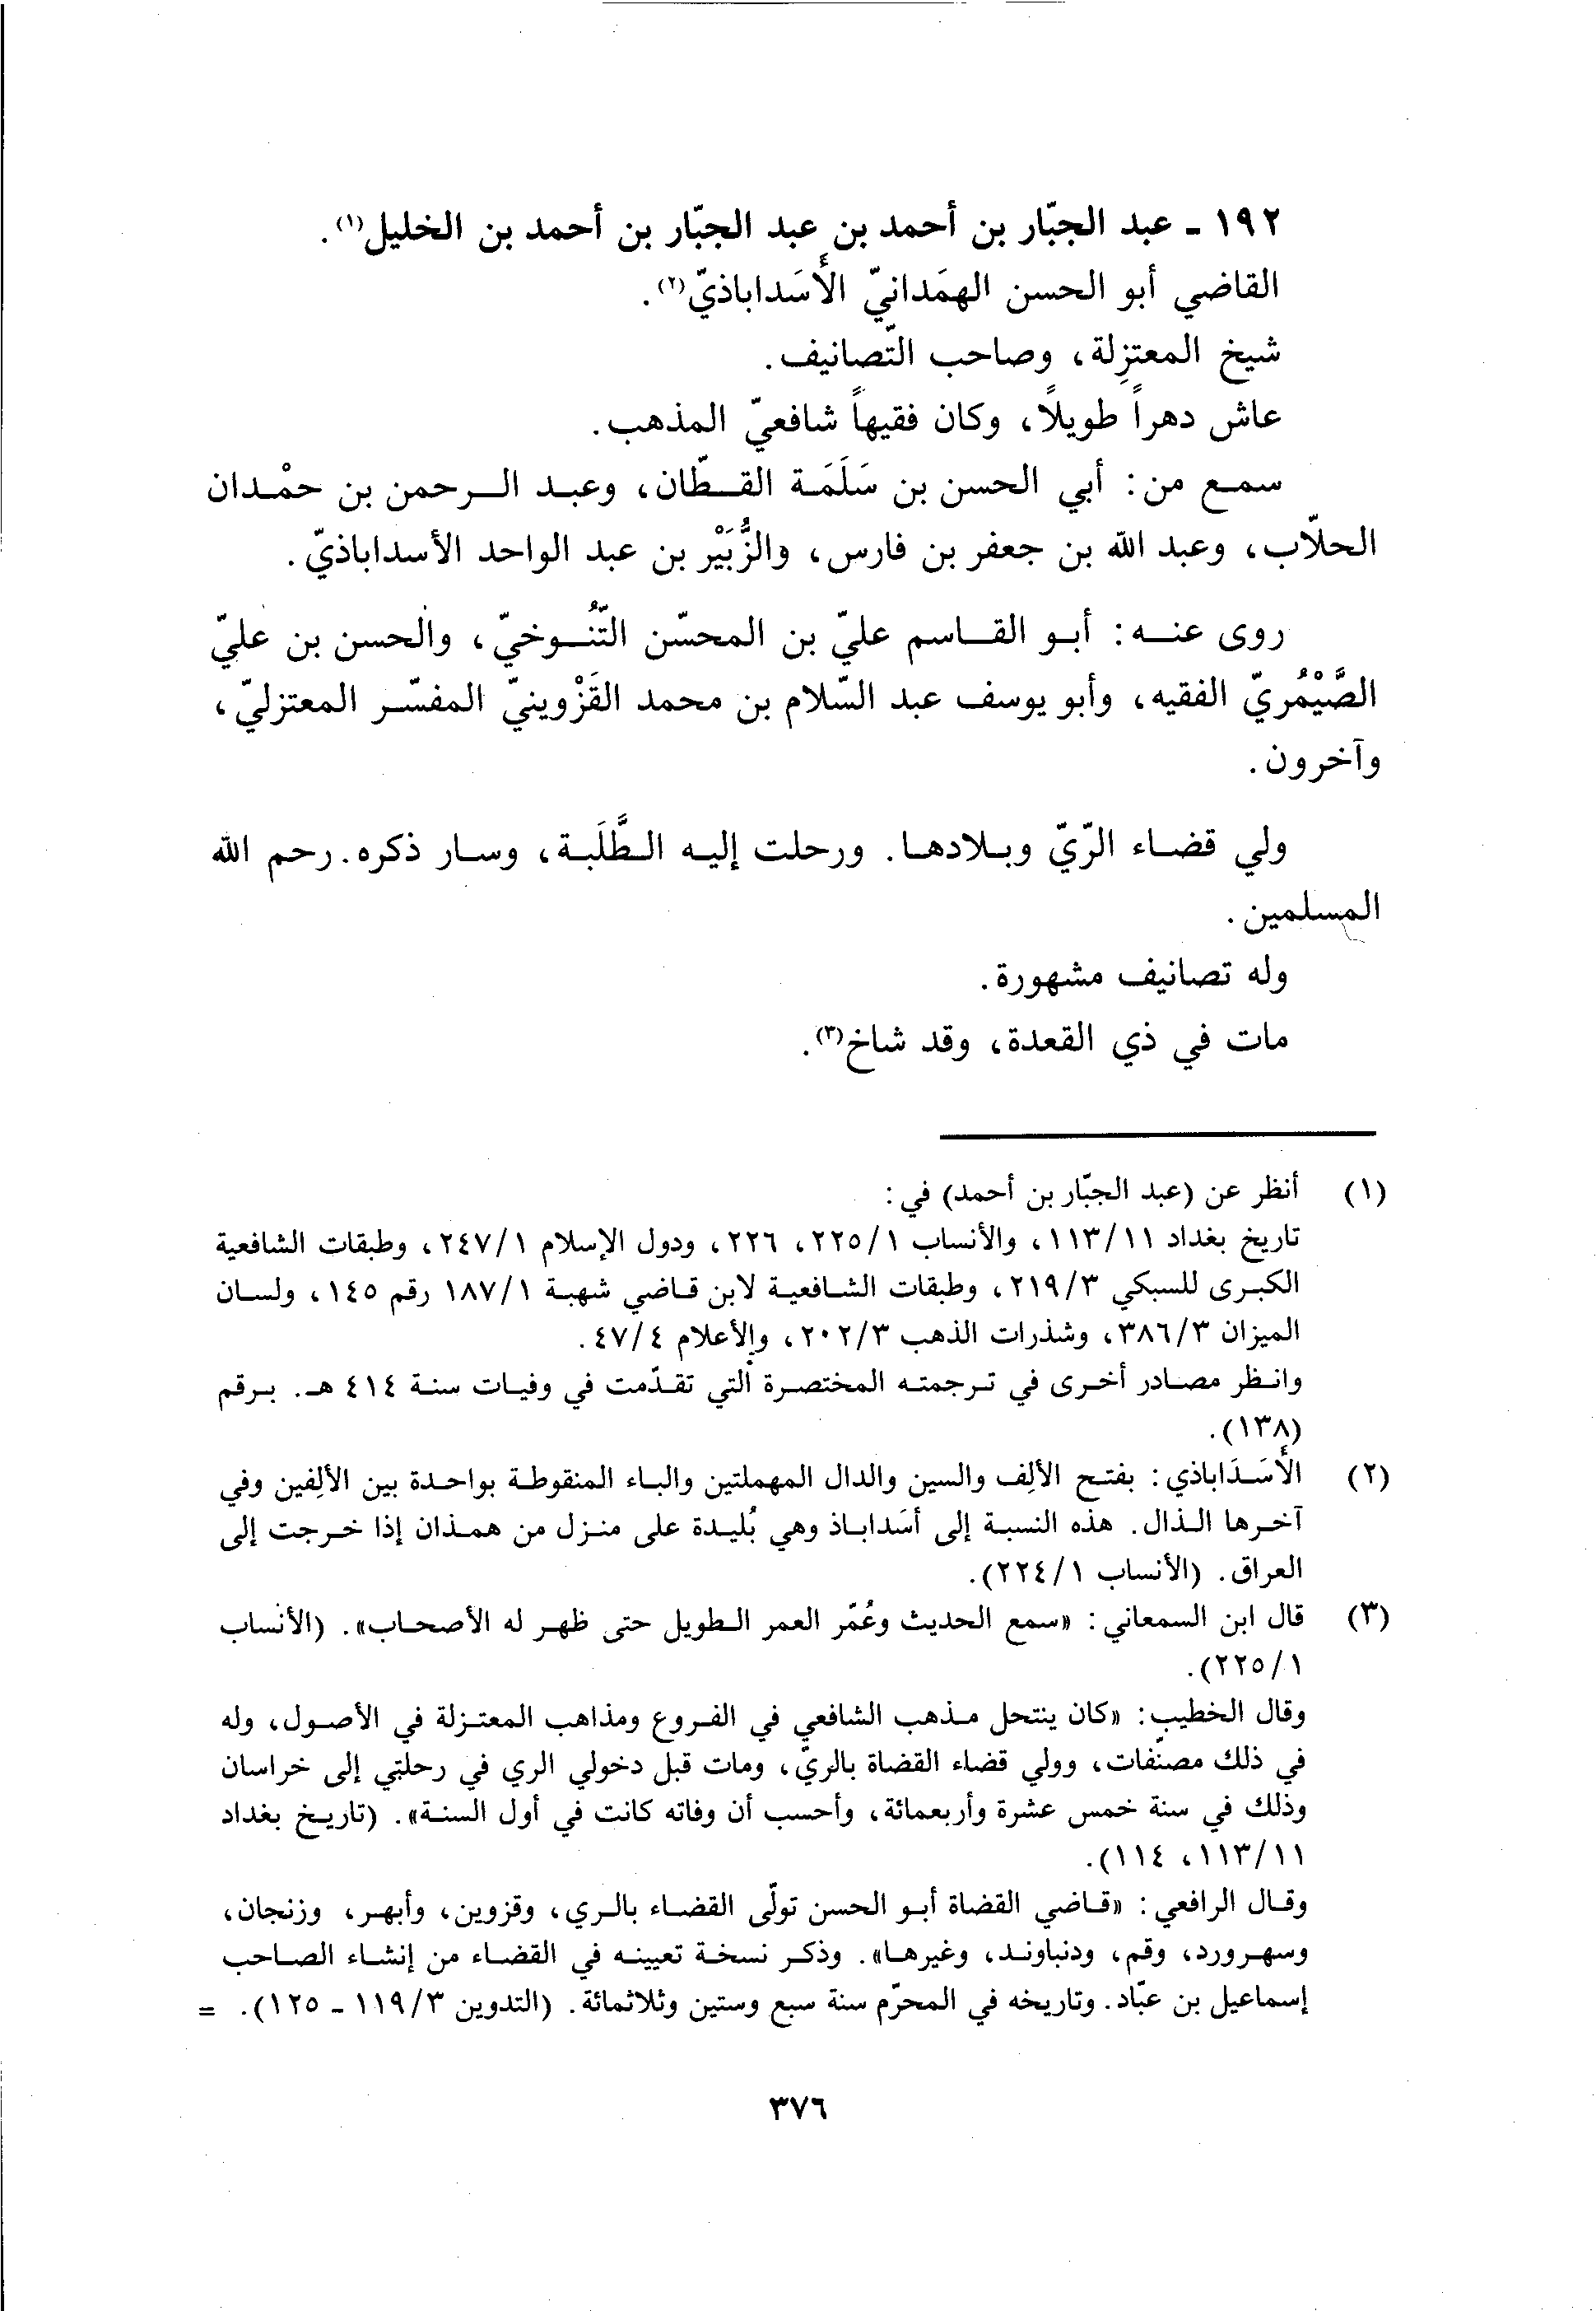 ١٩٢ ـ عبد الجبّار بن أحمد بن عبد الجبّار بن أحمد بن الخليل(١).
القاضي أبو الحسن الهمَدانيّ الأَسَداباذيّ(٢).
شيخ المعتزِلة، وصاحب التّصانيف.
عاش دهراً طويلاً، وكان فقيهاً شافعيّ المذهب.
سمع من: أبي الحسن بن سَلَمَة القطّان، وعبد الرحمن بن حمْدان
الحلّاب، وعبد الله بن جعفر بن فارس، والزُّبَيْر بن عبد الواحد الأسداباذيّ.
روى عنه: أبو القاسم عليّ بن المحسّن التَّنُوخيّ، والحسن بن عليّ
الصَّيْمُريّ الفقيه، وأبو يوسف عبد السّلام بن محمد القَزْوينيّ المفسّر المعتزليّ،
وآخرون.
ولي قضاء الرّيّ وبلادها. ورحلت إليه الطَّلَبة، وسار ذكره. رحم الله
المسلمين.
وله تصانيف مشهورة.
مات في ذي القعدة، وقد شاخ(٣).
(١) أنظر عن (عبد الجبّار بن أحمد) في:
تاريخ بغداد ١١/١١٣، والأنساب ١/٢٢٥، ٢٢٦، ودول الإسلام ١/٢٤٧، وطبقات الشافعية
الكبرى للسبكي ٣/٢١٩، وطبقات الشافعية لابن قاضي شهبة ١/١٨٧ رقم ١٤٥، ولسان
الميزان ٣/٣٨٦، وشذرات الذهب ٣/٢٠٢، والأعلام ٤/٤٧.
وانظر مصادر أخرى في ترجمته المختصرة التي تقدّمت في وفيات سنة ٤١٤ هـ. برقم
(١٣٨).
(٢) الأَسَدَاباذي: بفتح الألِف والسين والدال المهملتين والباء المنقوطة بواحدة بين الألِفين وفي
آخرها الذال. هذه النسبة إلى أسَداباذ وهي بُليدة على منزل من همذان إذا خرجت إلى
العراق. (الأنساب ١/٢٢٤).
(٣) قال ابن السمعاني: «سمع الحديث وعُمّر العمر الطويل حتى ظهر له الأصحاب». (الأنساب
١/٢٢٥).
وقال الخطيب: «كان ينتحل مذهب الشافعي في الفروع ومذاهب المعتزلة في الأصول، وله
في ذلك مصنّفات، وولي قضاء القضاة بالريّ، ومات قبل دخولي الري في رحلتي إلى خراسان
وذلك في سنة خمس عشرة وأربعمائة، وأحسب أن وفاته كانت في أول السنة». (تاريخ بغداد
١١/١١٣، ١١٤).
وقال الرافعي: «قاضي القضاة أبو الحسن تولّى القضاء بالري، وقزوين، وأبهر، وزنجان،
وسهرورد، وقم، ودنباوند، وغيرها». وذكر نسخة تعيينه في القضاء من إنشاء الصاحب
إسماعيل بن عبّاد. وتاريخه في المحرّم سنة سبع وستين وثلاثمائة. (التدوين ٣/١١٩ ـ ١٢٥). =
٣٧٦